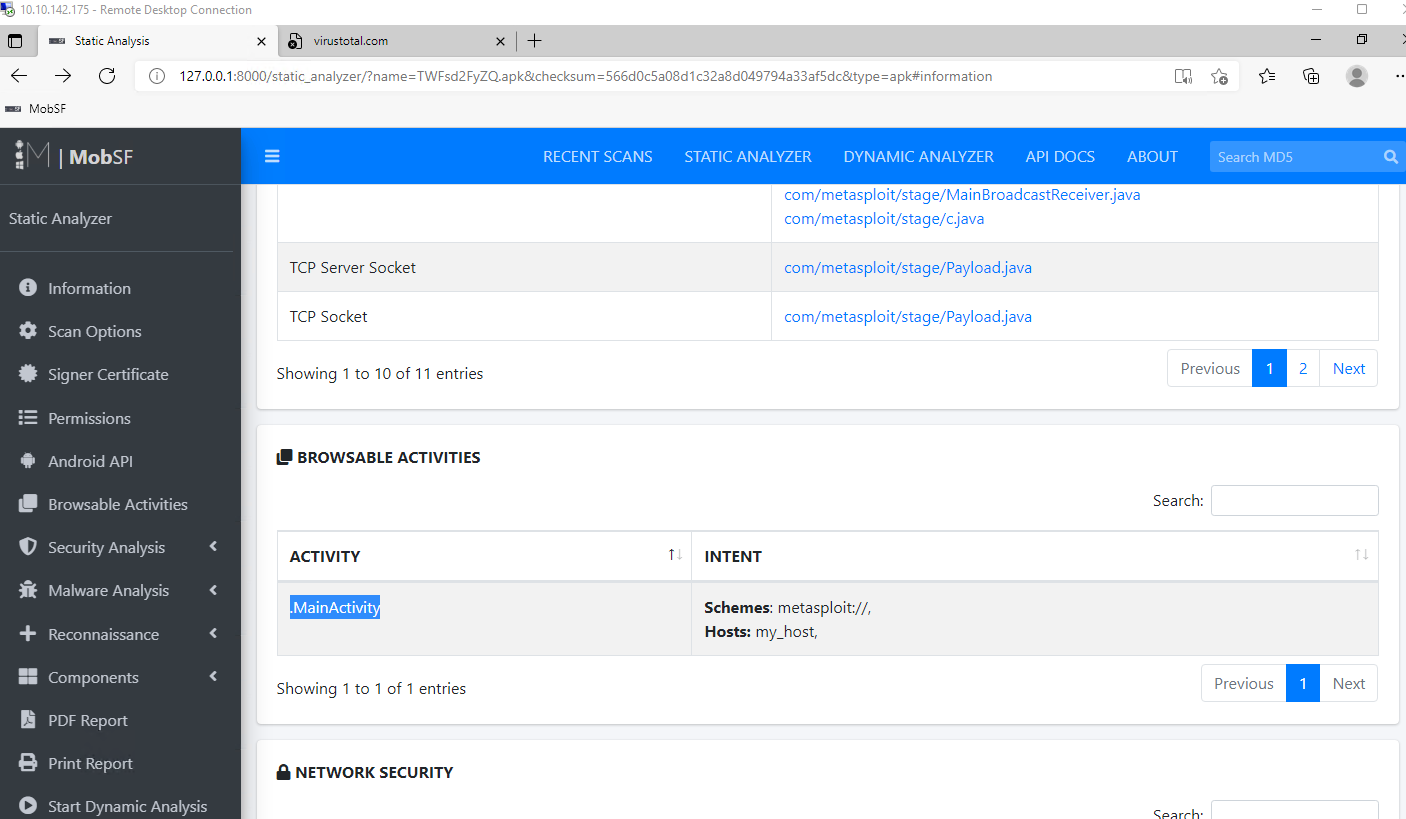 10.10.142.175 - Remote Desktop Connection
Static Analysis
virustotal.com
127.0.0.1:8000/static_analyzer/?name=TWFsd2FyZQ.apk&checksum=566d0c5a08d1c32a8d049794a33af5dc&type=apk#information
MobSF
M | MobSF
RECENT SCANS STATIC ANALYZER DYNAMIC ANALYZER API DOCS ABOUT Search MD5
Static Analyzer
Information
Scan Options
Signer Certificate
Permissions
Android API
Browsable Activities
Security Analysis
Malware Analysis
Reconnaissance
Components
PDF Report
Print Report
Start Dynamic Analysis
com/metasploit/stage/MainBroadcastReceiver.java
com/metasploit/stage/c.java
TCP Server Socket com/metasploit/stage/Payload.java
TCP Socket com/metasploit/stage/Payload.java
Showing 1 to 10 of 11 entries Previous 1 2 Next
BROWSABLE ACTIVITIES
Search:
ACTIVITY INTENT
.MainActivity Schemes: metasploit://,
Hosts: my_host,
Showing 1 to 1 of 1 entries Previous 1 Next
NETWORK SECURITY
Search: